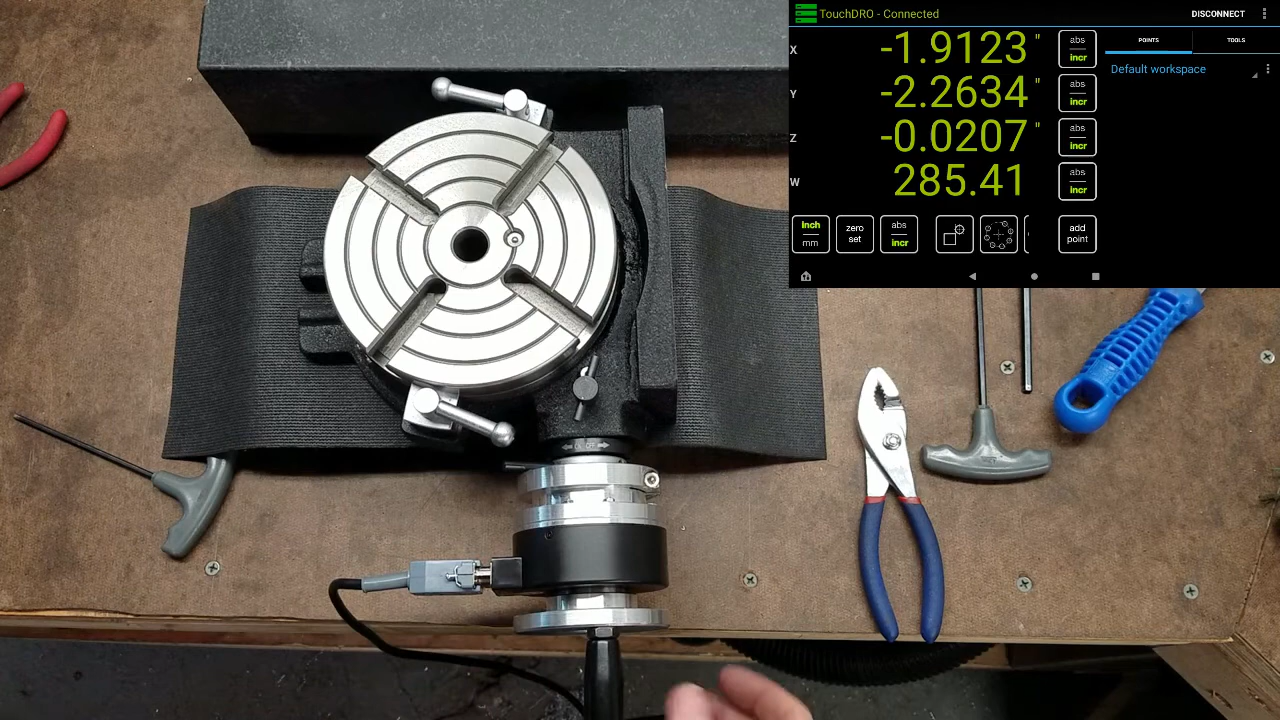 TouchDRO - Connected
DISCONNECT
X
-1.9123"
abs
incr
POINTS
TOOLS
Default workspace
Y
-2.2634"
abs
incr
Z
-0.0207"
abs
incr
W
285.41
abs
incr
Inch
mm
zero
set
abs
incr
add
point
OFF